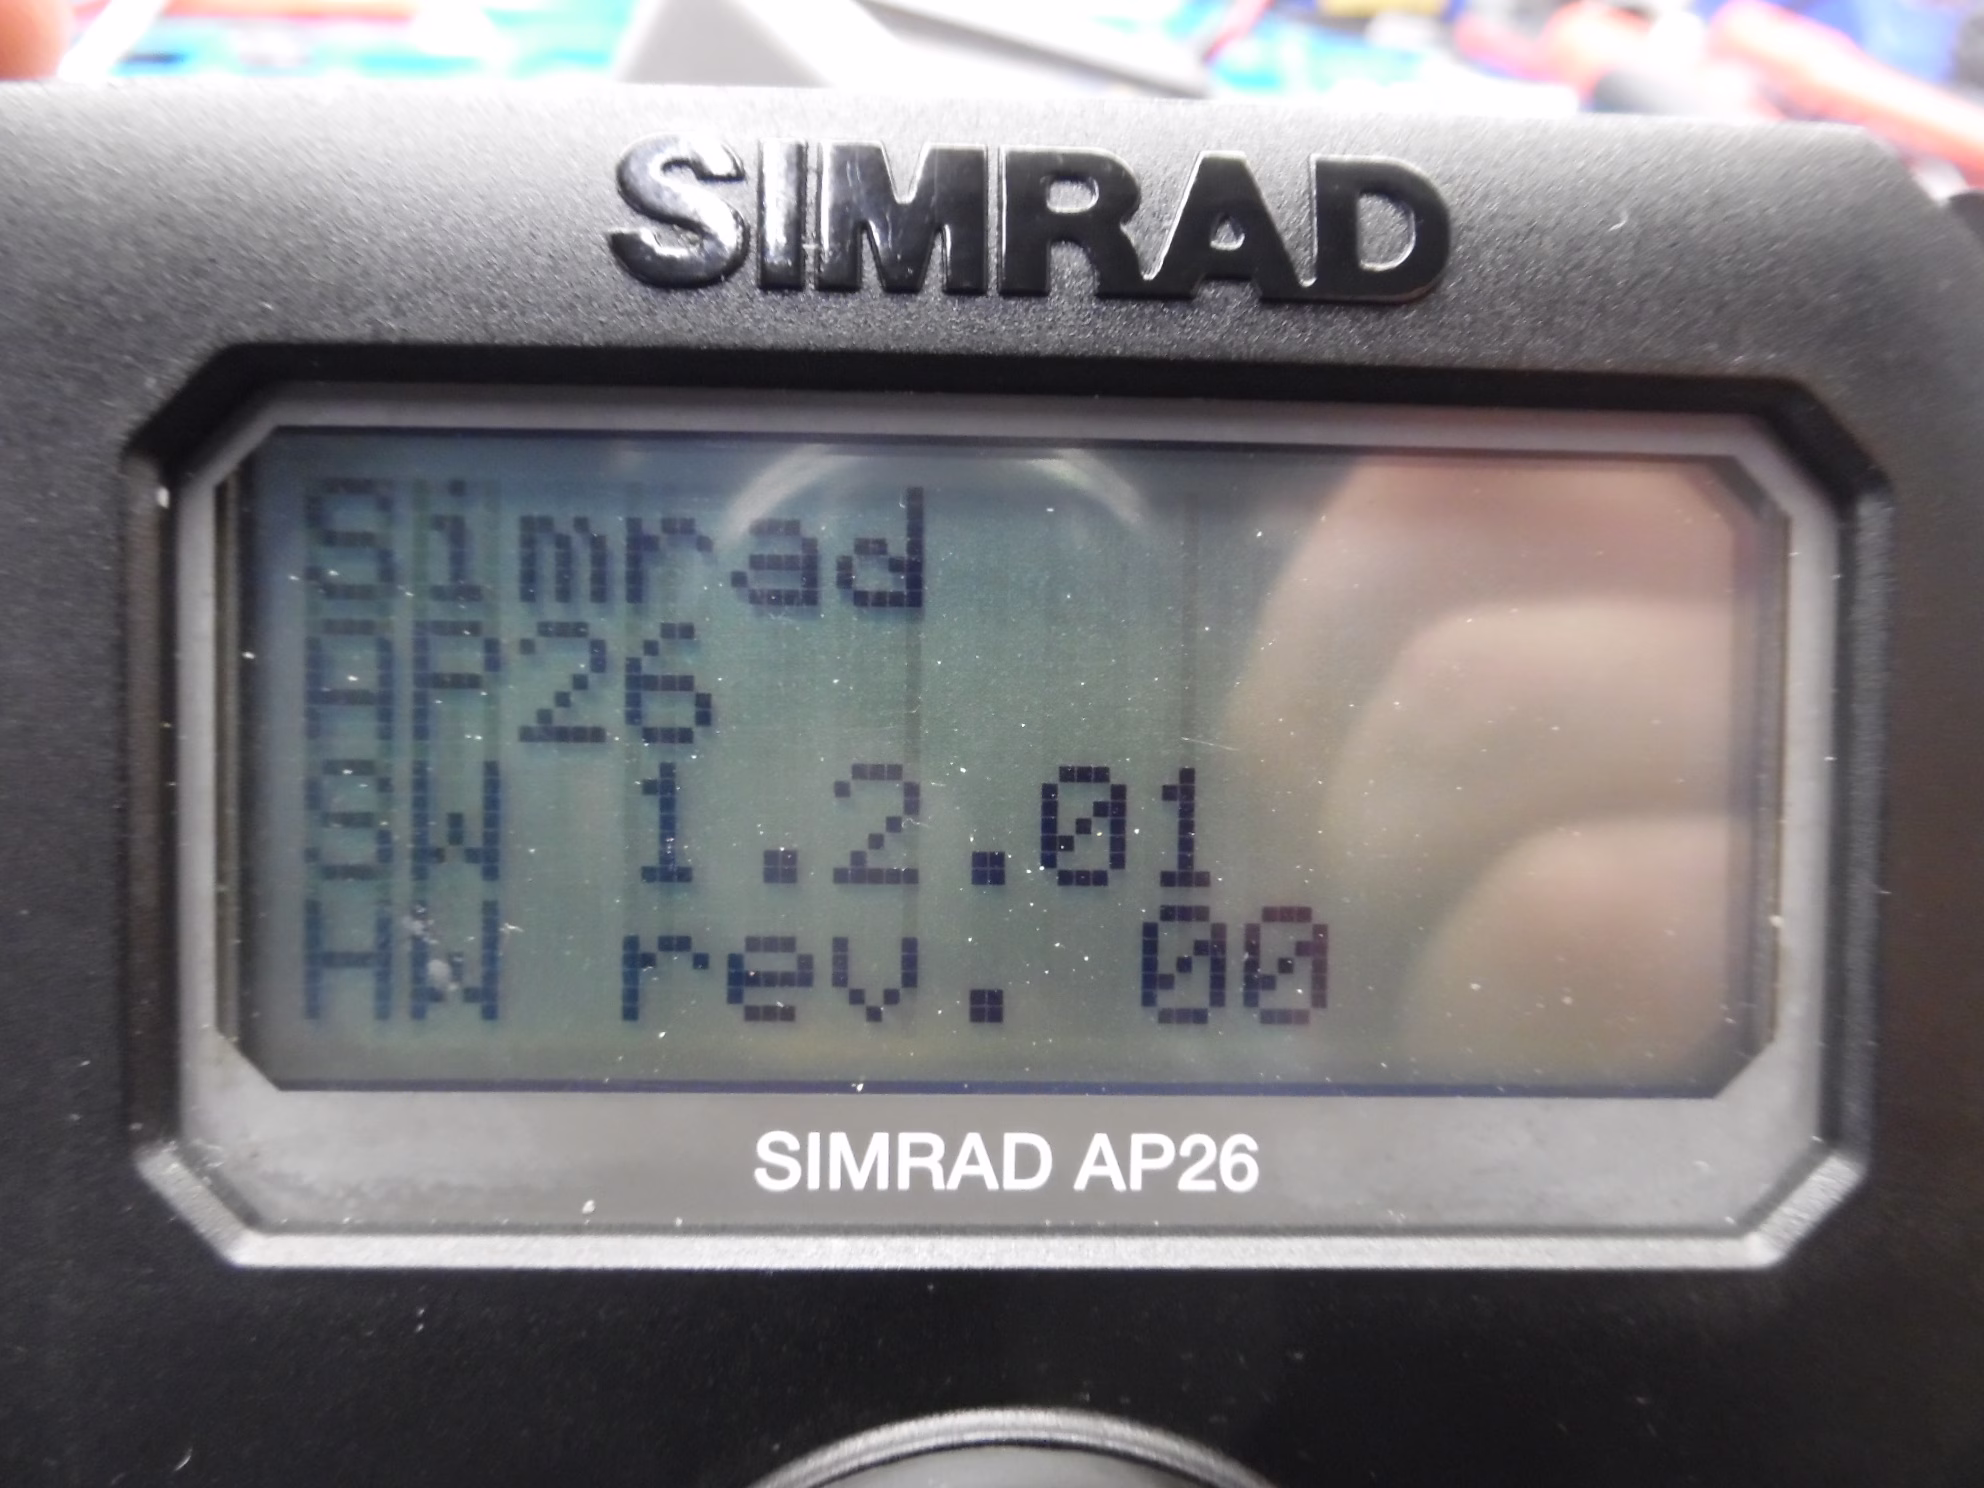 SIMRAD
Simrad
AP26
SW 1.2.01
HW rev. 00
SIMRAD AP26